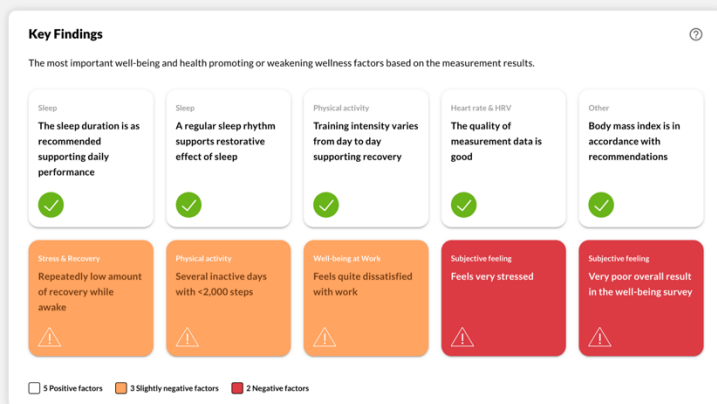 Key Findings
The most important well-being and health promoting or weakening wellness factors based on the measurement results.
Sleep
The sleep duration is as
recommended
supporting daily
performance
Sleep
A regular sleep rhythm
supports restorative
effect of sleep
Physical activity
Training intensity varies
from day to day
supporting recovery
Heart rate & HRV
The quality of
measurement data is
good
Other
Body mass index is in
accordance with
recommendations
Stress & Recovery
Repeatedly low amount
of recovery while
awake
Physical activity
Several inactive days
with <2,000 steps
Well-being at Work
Feels quite dissatisfied
with work
Subjective feeling
Feels very stressed
Subjective feeling
Very poor overall result
in the well-being survey
5 Positive factors
3 Slightly negative factors
2 Negative factors